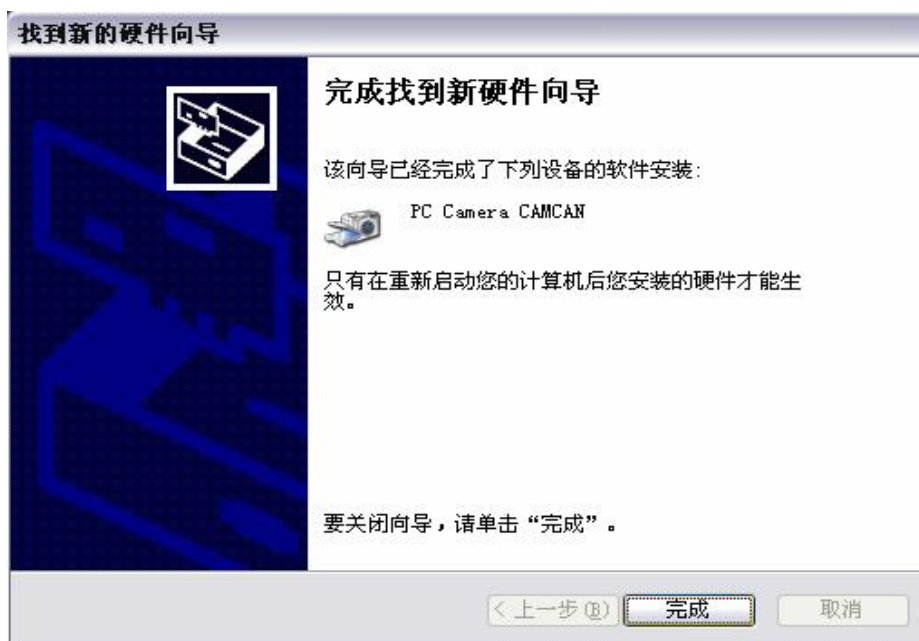 找到新的硬件向导
完成找到新硬件向导
该向导已经完成了下列设备的软件安装:
PC Camera CAMCAN
只有在重新启动您的计算机后您安装的硬件才能生
效。
要关闭向导，请单击“完成”。
<上一步(B) 完成 取消